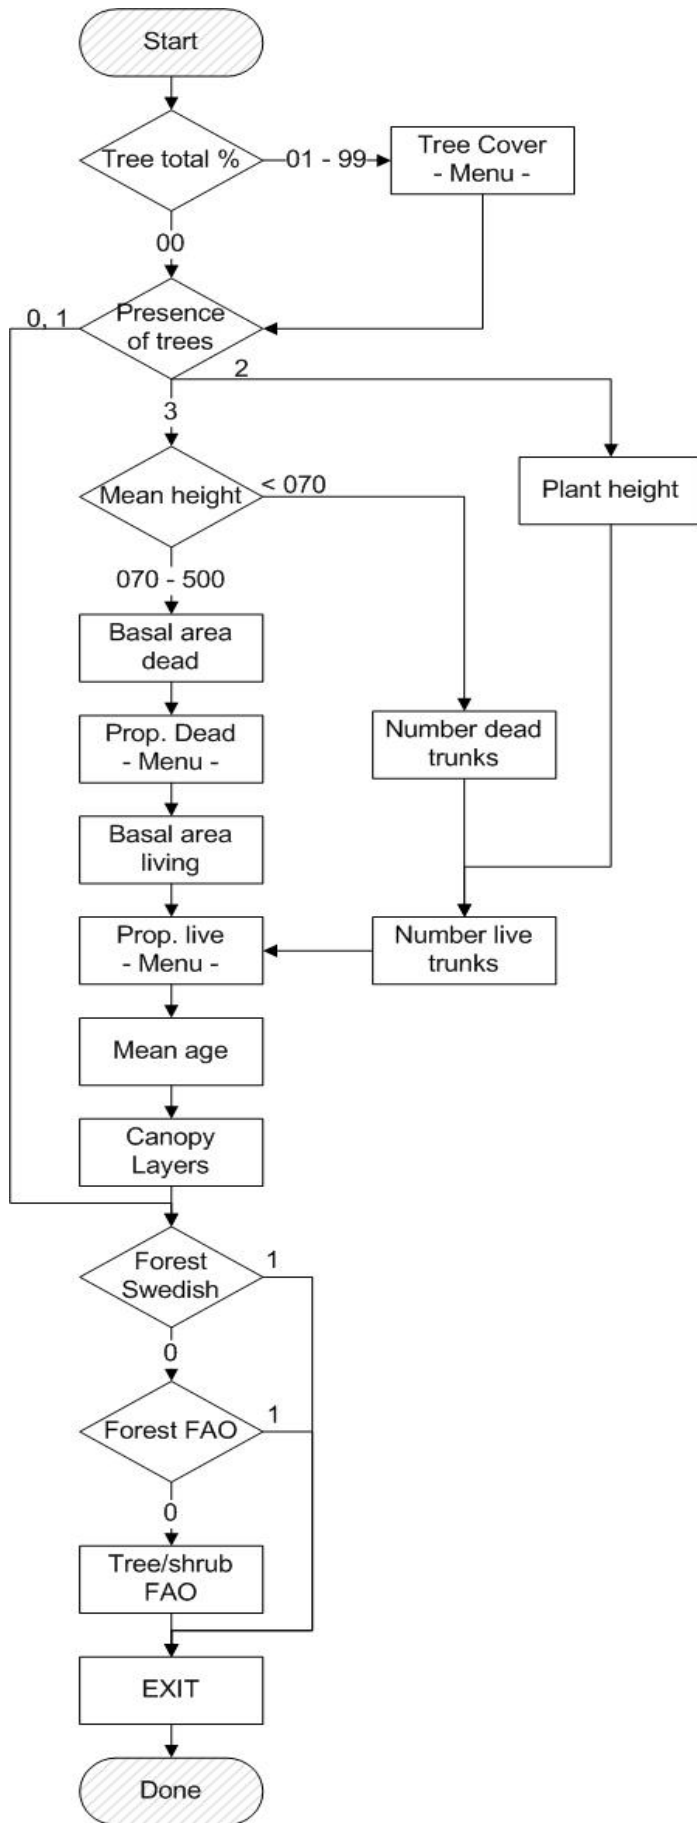 Start
Tree total %
01 - 99
Tree Cover
- Menu -
00
Presence
of trees
0, 1
2
3
Mean height
< 070
Plant height
070 - 500
Basal area
dead
Prop. Dead
- Menu -
Number dead
trunks
Basal area
living
Prop. live
- Menu -
Number live
trunks
Mean age
Canopy
Layers
Forest
Swedish
1
0
Forest FAO
1
0
Tree/shrub
FAO
EXIT
Done